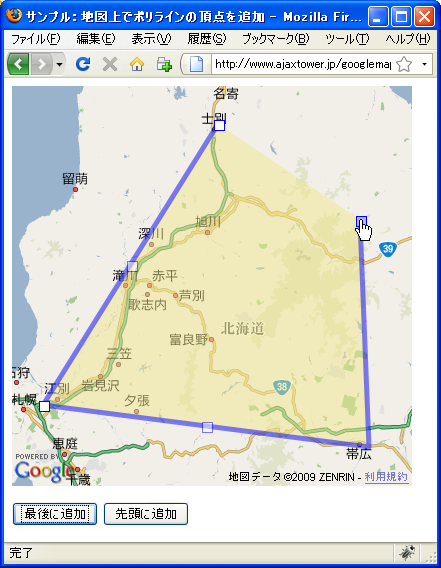 サンプル: 地図上でポリラインの頂点を追加 - Mozilla Fir...
ファイル(F) 編集(E) 表示(V) 履歴(S) ブックマーク(B) ツール(T) ヘルプ(H)
http://www.ajaxtower.jp/googlema
名寄
士別
留萌
旭川
39
深川
滝川
赤平
歌志内
芦別
北海道
富良野
三笠
石狩
江別
岩見沢
38
札幌
夕張
恵庭
帯広
POWERED BY
Google
千歳
地図データ ©2009 ZENRIN - 利用規約
最後に追加 先頭に追加
完了